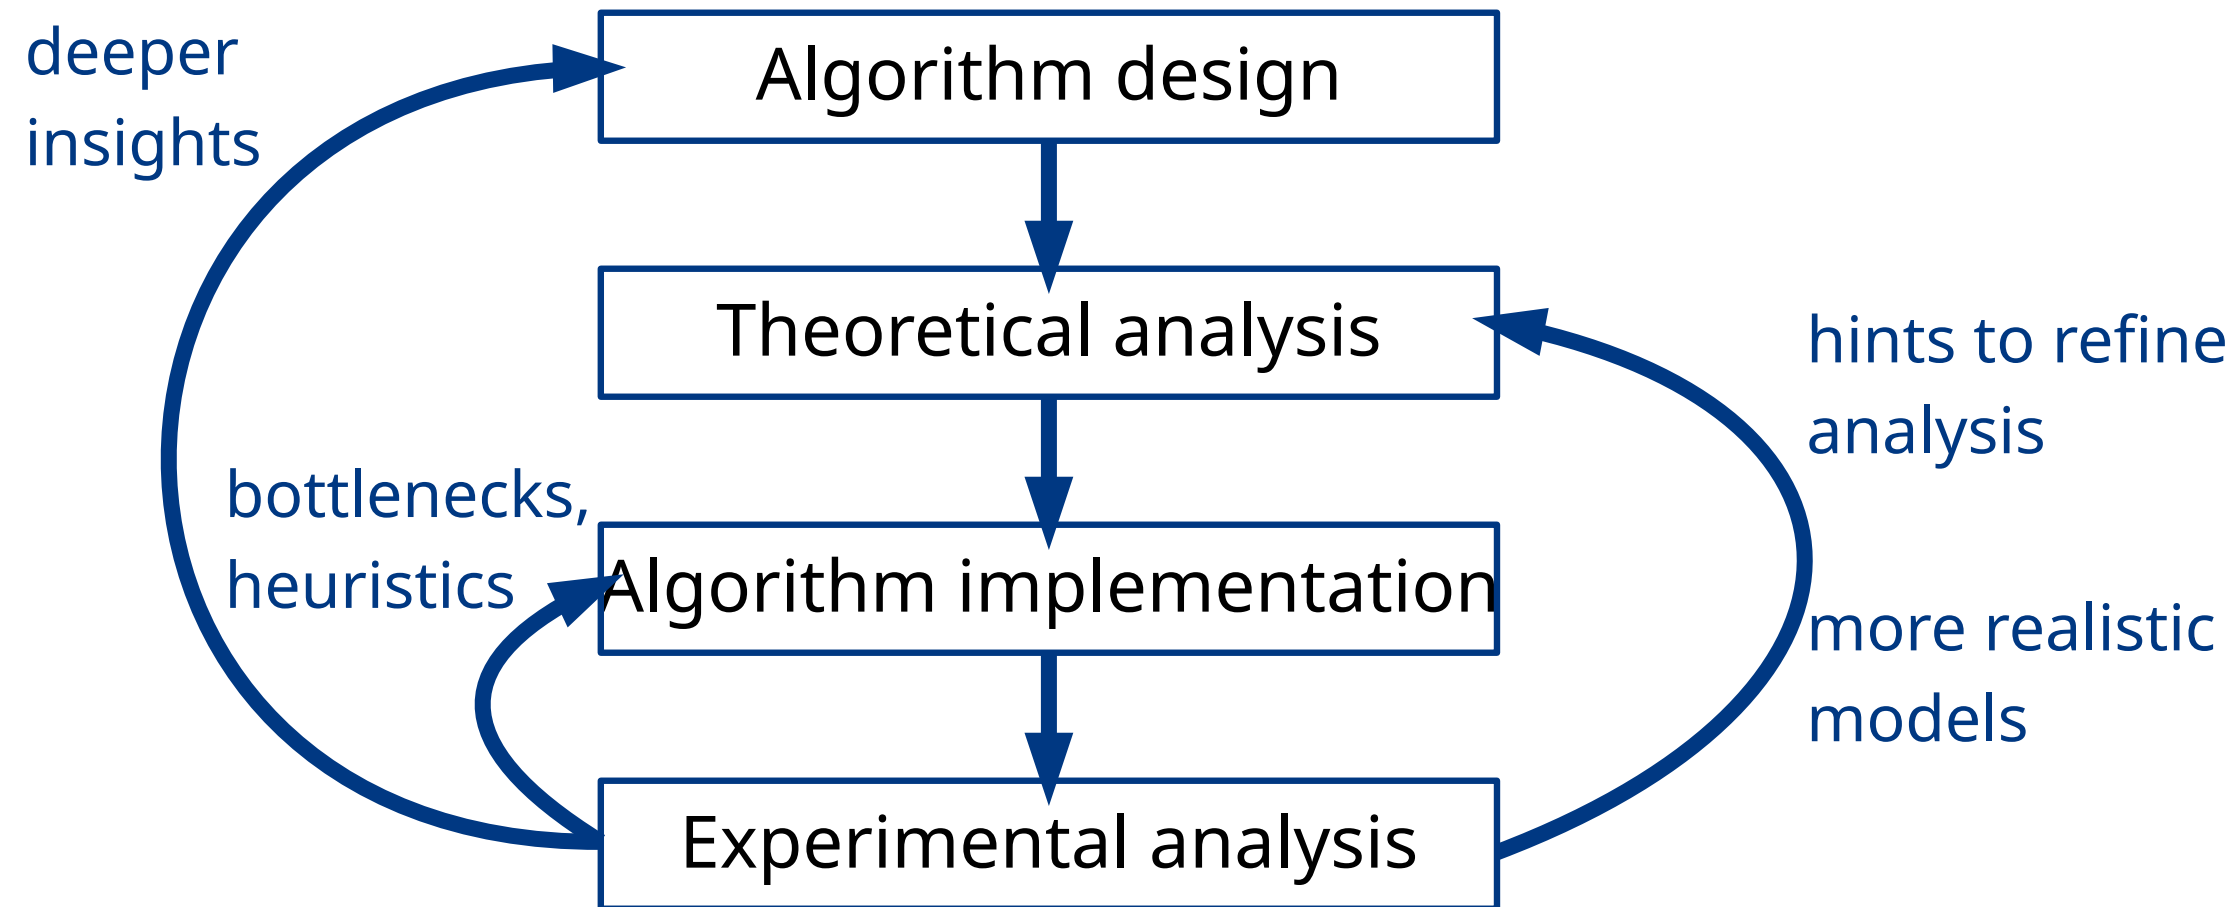 deeper
insights
Algorithm design
Theoretical analysis
hints to refine
analysis
bottlenecks,
heuristics
Algorithm implementation
more realistic
models
Experimental analysis